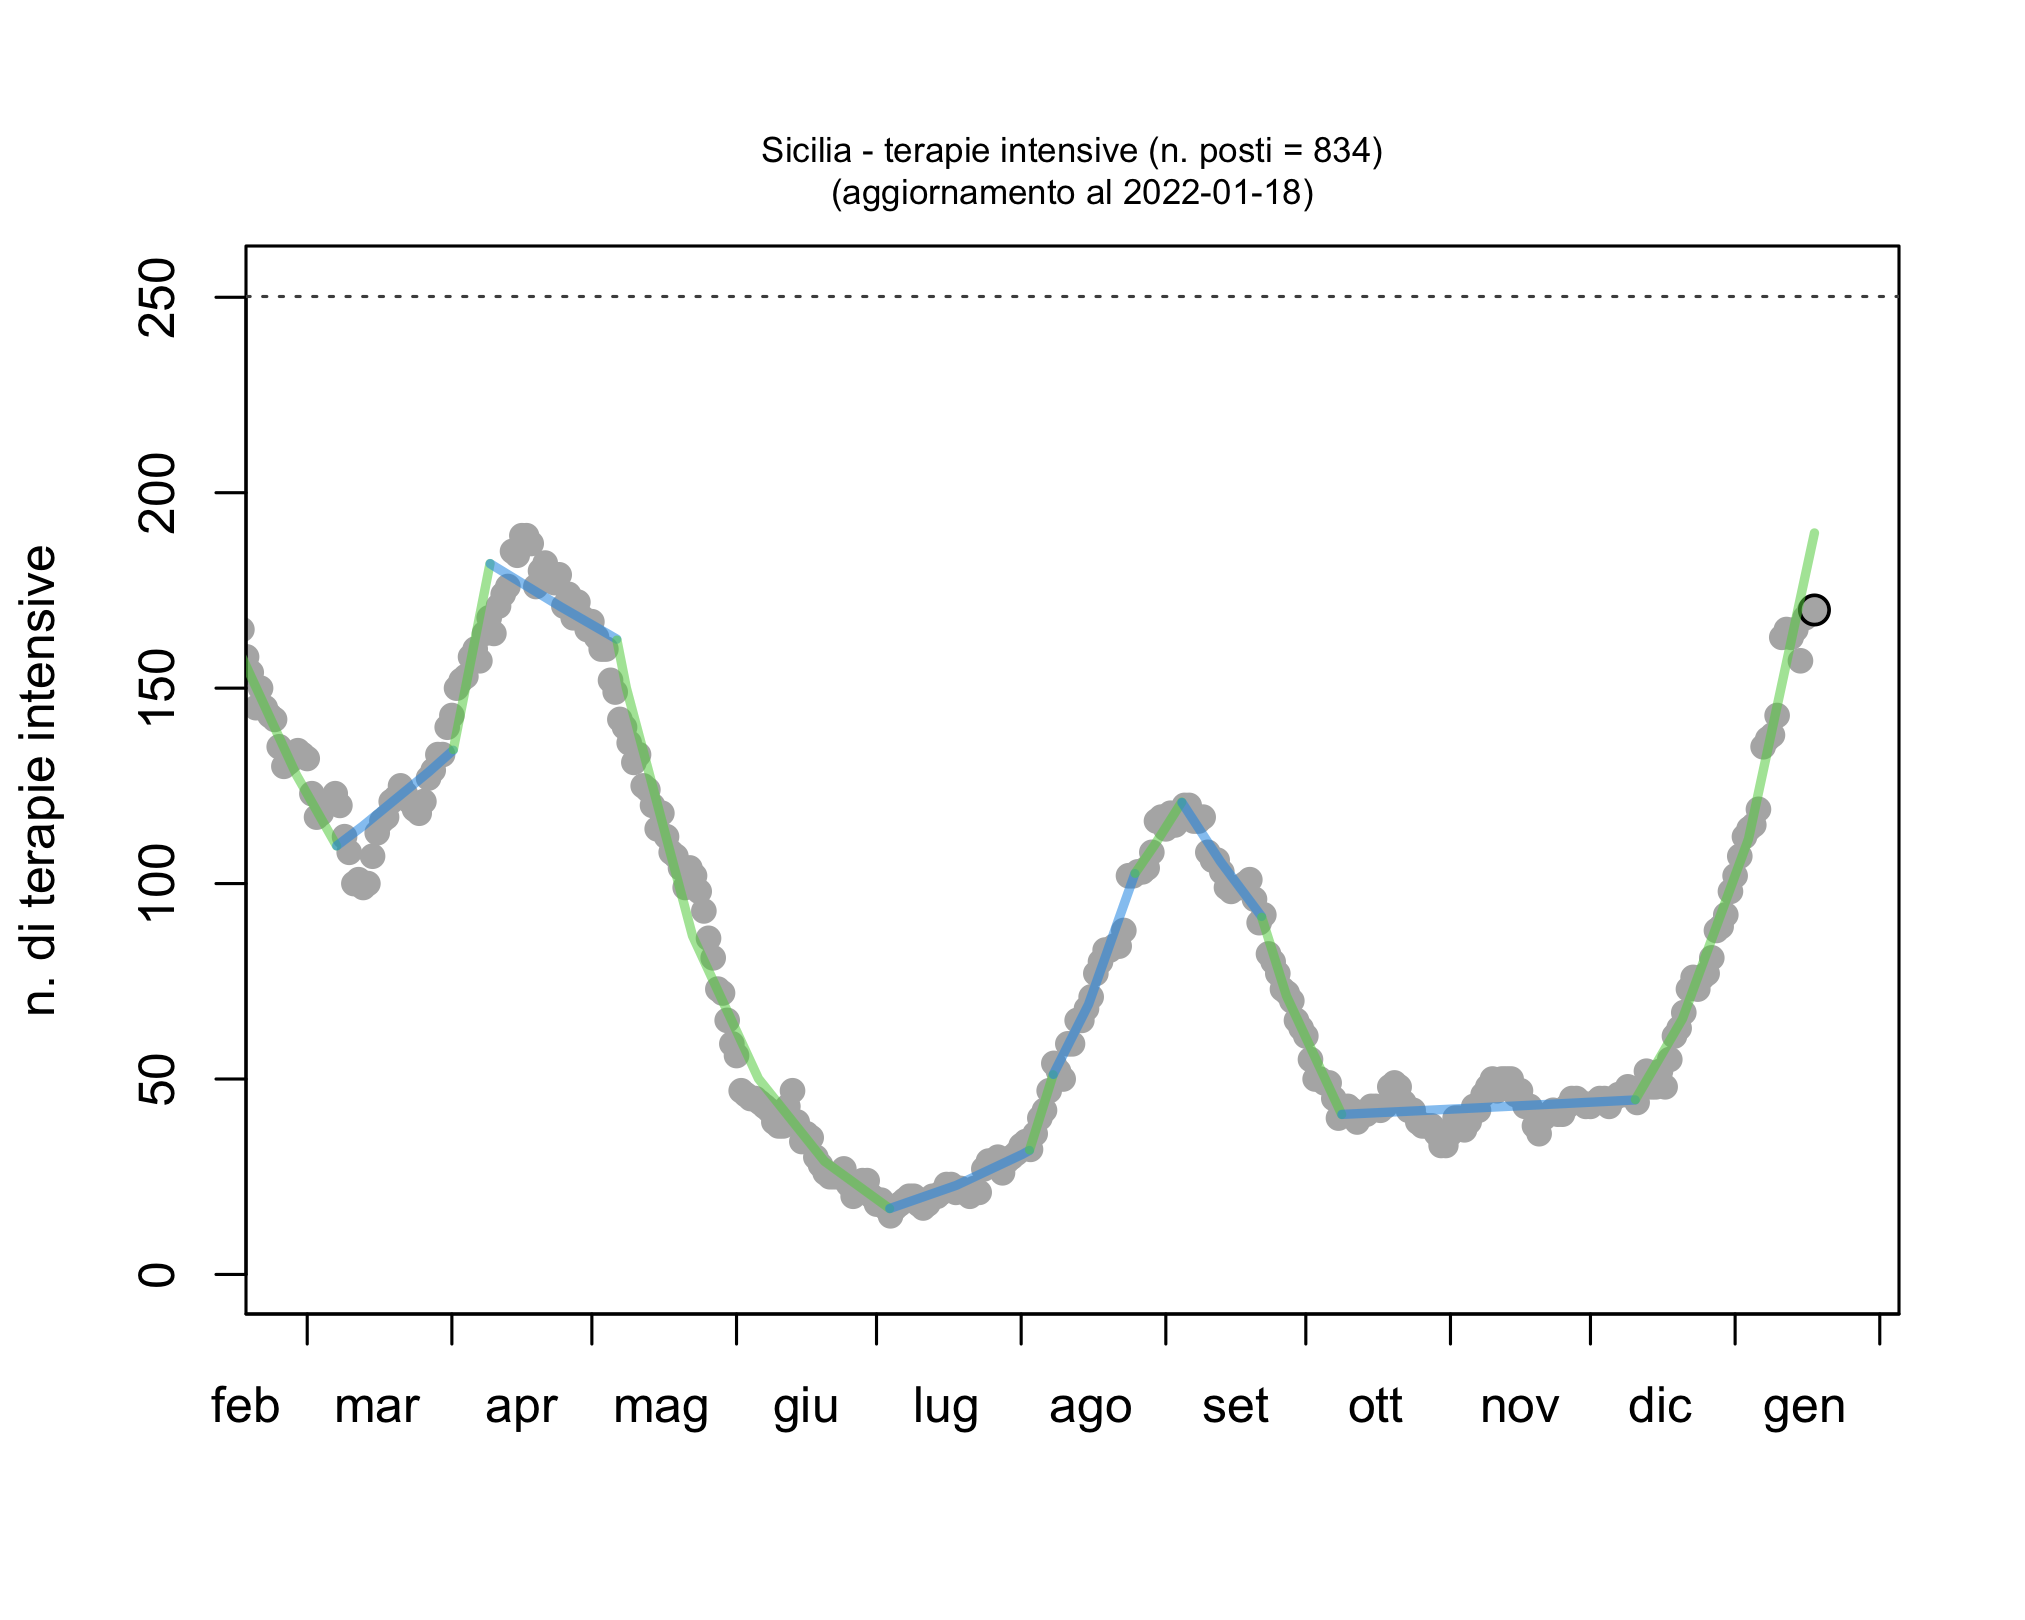 Sicilia - terapie intensive (n. posti = 834)
(aggiornamento al 2022-01-18)
n. di terapie intensive
250
200
150
100
50
0
feb mar apr mag giu lug ago set ott nov dic gen